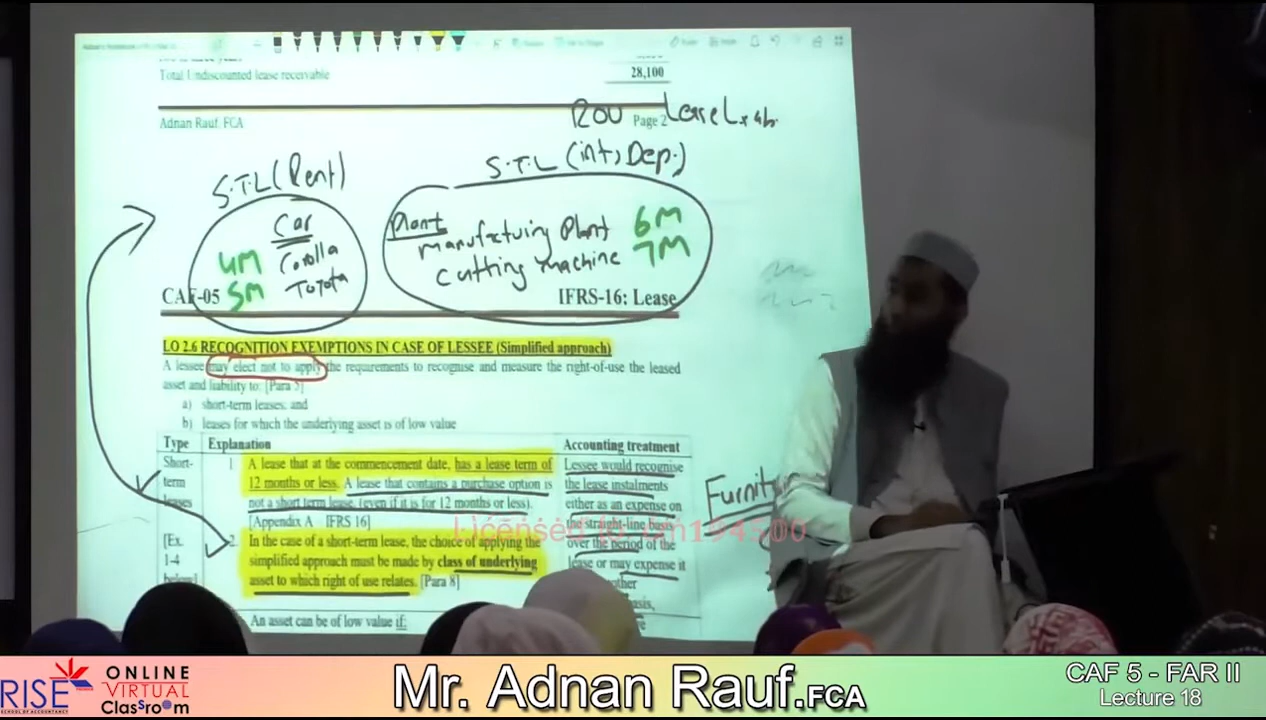 Total Undiscounted lease receivable 28,100
Adnan Rauf, FCA Page 2
ROU Lease Liab.
S.T.L (Rent)
S.T.L (int, Dep.)
Car
Corolla
Toyota
4M
5M
Plant
manufacturing Plant 6M
cutting machine 7M
CAF-05 IFRS-16: Lease
LO 2.6 RECOGNITION EXEMPTIONS IN CASE OF LESSEE (Simplified approach)
A lessee may elect not to apply the requirements to recognise and measure the right-of-use the leased
asset and liability to: [Para 5]
a) short-term leases; and
b) leases for which the underlying asset is of low value
Type Explanation Accounting treatment
Short-
term
leases
[Ex.
1-4
below]
1. A lease that at the commencement date, has a lease term of
12 months or less. A lease that contains a purchase option is
not a short term lease. (even if it is for 12 months or less).
[Appendix A IFRS 16]
2. In the case of a short-term lease, the choice of applying the
simplified approach must be made by class of underlying
asset to which right of use relates. [Para 8]
An asset can be of low value if:
Lessee would recognise
the lease instalments
either as an expense on
the straight-line basis
over the period of the
lease or may expense it
Furnit
Licensed to
RISE
SCHOOL OF ACCOUNTANCY
ONLINE
VIRTUAL
Classroom
Mr. Adnan Rauf.FCA
CAF 5 - FAR II
Lecture 18